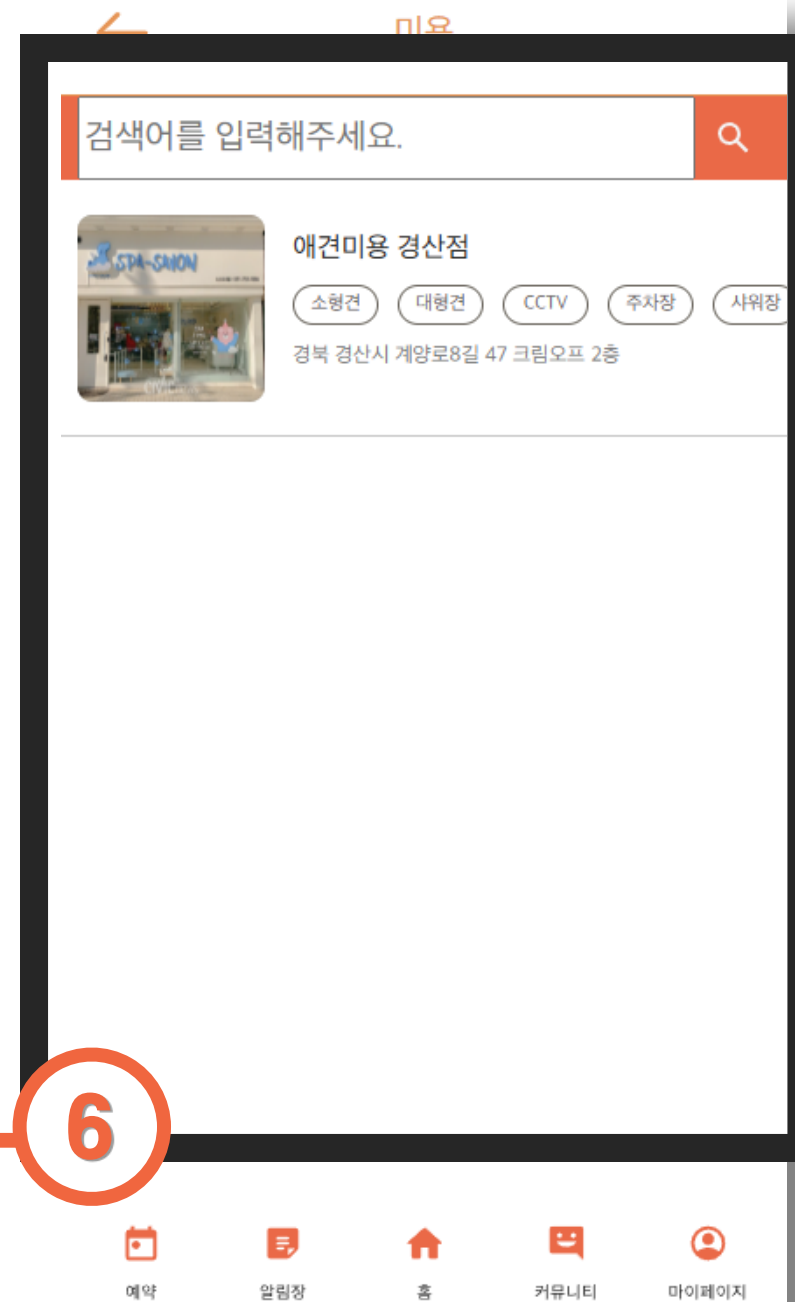 미용
검색어를 입력해주세요.
SPA-SALON
애견미용 경산점
소형견 대형견 CCTV 주차장 샤워장
경북 경산시 계양로8길 47 크림오프 2층
6
예약 알림장 홈 커뮤니티 마이페이지